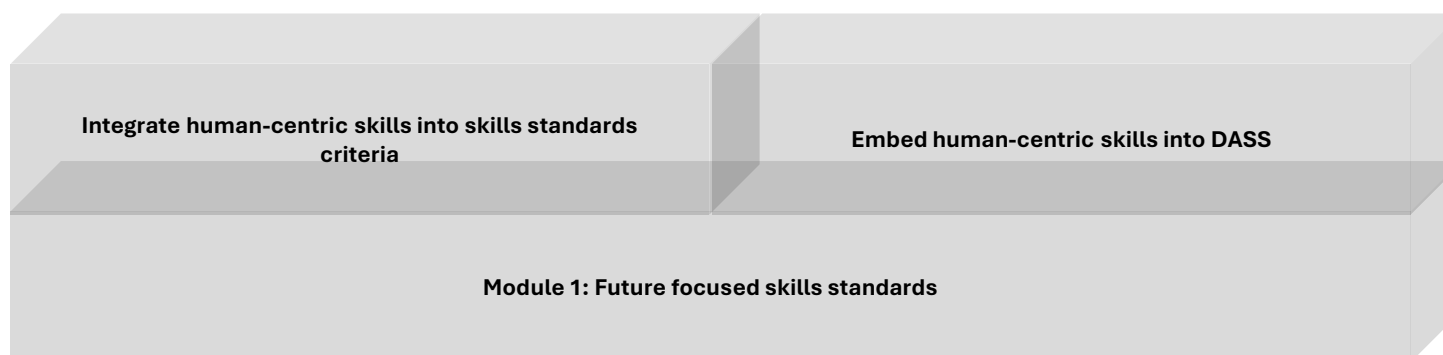 Integrate human-centric skills into skills standards
criteria
Embed human-centric skills into DASS
Module 1: Future focused skills standards